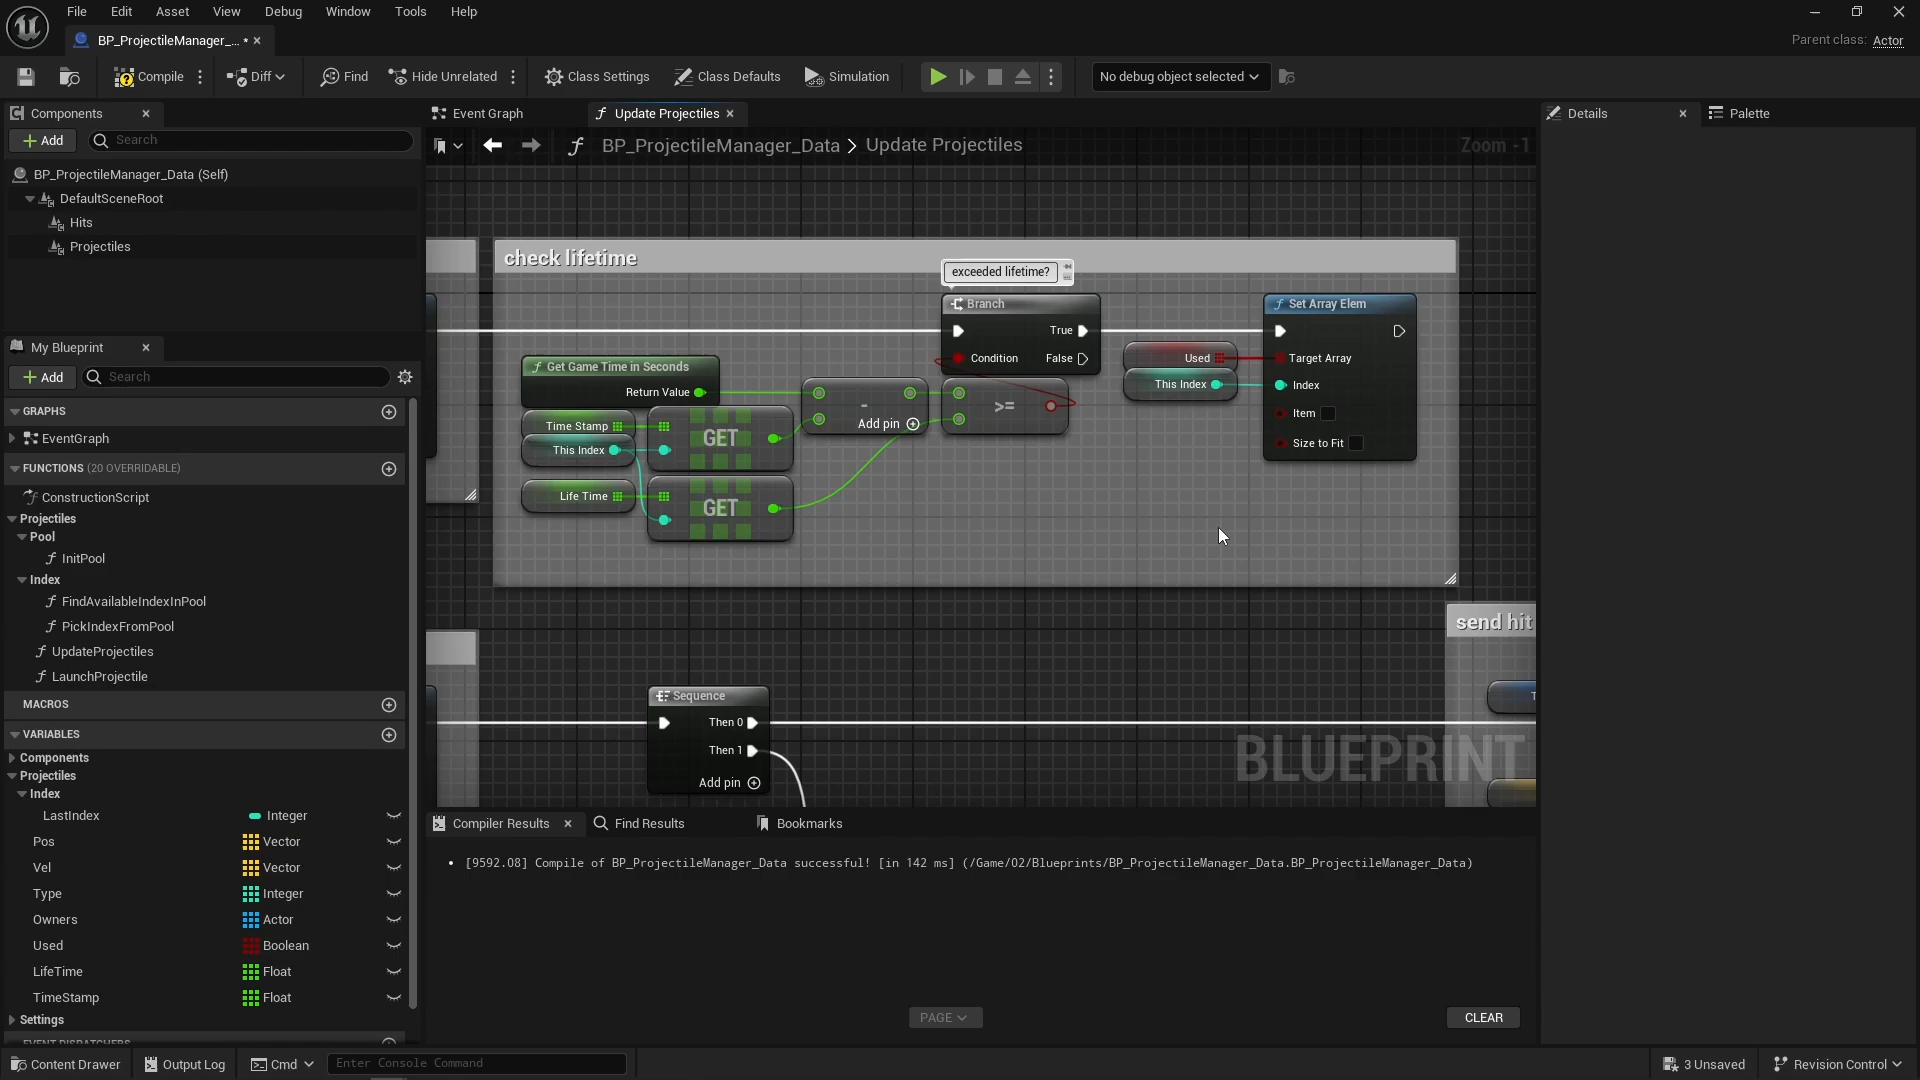 File Edit Asset View Debug Window Tools Help
BP_ProjectileManager_... •
Parent class: Actor
Compile Diff Find Hide Unrelated Class Settings Class Defaults Simulation No debug object selected
Components
Add Search
BP_ProjectileManager_Data (Self)
DefaultSceneRoot
Hits
Projectiles
My Blueprint
Add Search
GRAPHS
EventGraph
FUNCTIONS (20 OVERRIDABLE)
ConstructionScript
Projectiles
Pool
InitPool
Index
FindAvailableIndexInPool
PickIndexFromPool
UpdateProjectiles
LaunchProjectile
MACROS
VARIABLES
Components
Projectiles
Index
LastIndex Integer
Pos Vector
Vel Vector
Type Integer
Owners Actor
Used Boolean
LifeTime Float
TimeStamp Float
Settings
EVENT DISPATCHERS
Event Graph
Update Projectiles
BP_ProjectileManager_Data > Update Projectiles
Zoom -1
check lifetime
exceeded lifetime?
Branch
True
Condition False
Set Array Elem
Target Array
Index
Item
Size to Fit
Used
This Index
Get Game Time in Seconds
Return Value
Time Stamp
This Index
GET
Life Time
GET
-
Add pin
>=
Sequence
Then 0
Then 1
Add pin
send hit
T
BLUEPRINT
Compiler Results
Find Results
Bookmarks
• [9592.08] Compile of BP_ProjectileManager_Data successful! [in 142 ms] (/Game/02/Blueprints/BP_ProjectileManager_Data.BP_ProjectileManager_Data)
PAGE
CLEAR
Details
Palette
Content Drawer Output Log Cmd Enter Console Command
3 Unsaved Revision Control